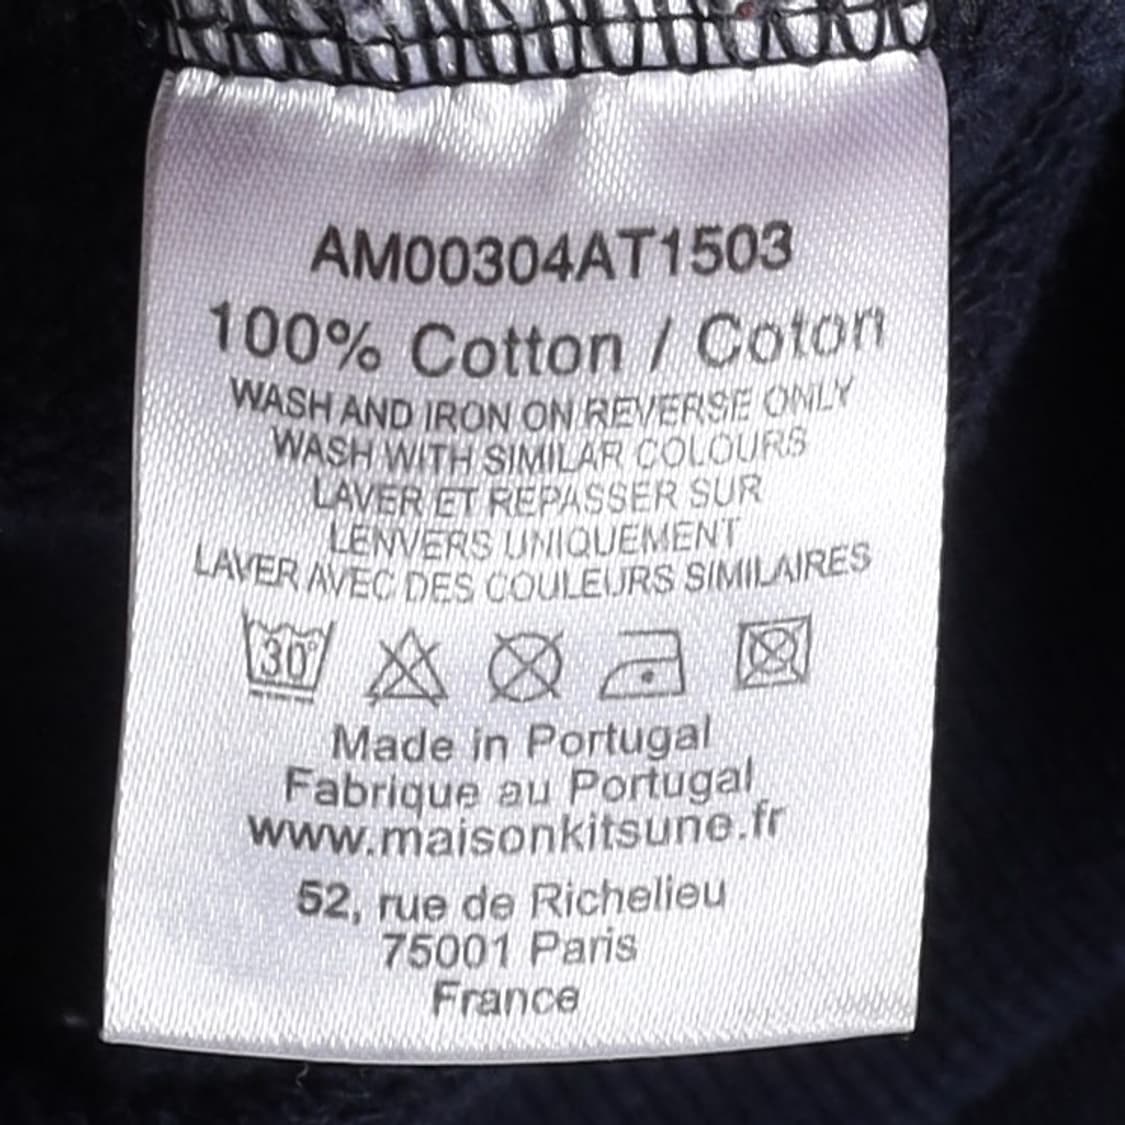 AM00304AT1503
100% Cotton / Coton
WASH AND IRON ON REVERSE ONLY
WASH WITH SIMILAR COLOURS
LAVER ET REPASSER SUR
LENVERS UNIQUEMENT
LAVER AVEC DES COULEURS SIMILAIRES
30°
Made in Portugal
Fabrique au Portugal
www.maisonkitsune.fr
52, rue de Richelieu
75001 Paris
France